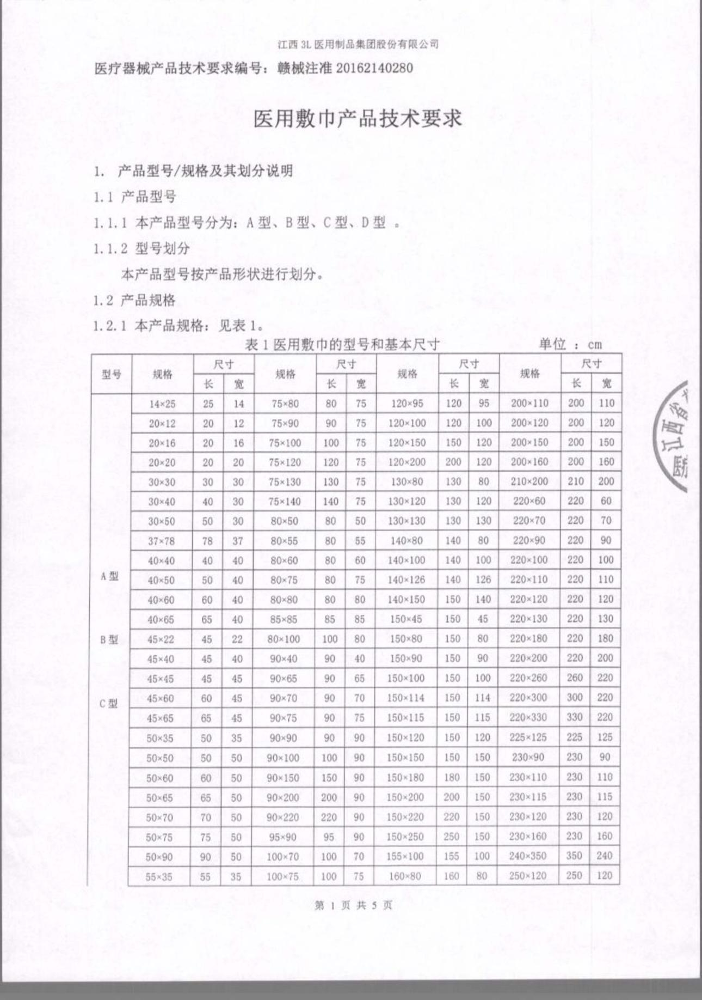 江西 3L 医用制品集团股份有限公司
医疗器械产品技术要求编号：赣械注准 20162140280
医用敷巾产品技术要求
1. 产品型号/规格及其划分说明
1.1 产品型号
1.1.1 本产品型号分为：A 型、B 型、C 型、D 型 。
1.1.2 型号划分
本产品型号按产品形状进行划分。
1.2 产品规格
1.2.1 本产品规格：见表 1。
表 1 医用敷巾的型号和基本尺寸 单位 ：cm
型号 规格 尺寸 规格 尺寸 规格 尺寸 规格 尺寸
长 宽 长 宽 长 宽 长 宽
14×25 25 14 75×80 80 75 120×95 120 95 200×110 200 110
20×12 20 12 75×90 90 75 120×100 120 100 200×120 200 120
20×16 20 16 75×100 100 75 120×150 150 120 200×150 200 150
20×20 20 20 75×120 120 75 120×200 200 120 200×160 200 160
30×30 30 30 75×130 130 75 130×80 130 80 210×200 210 200
30×40 40 30 75×140 140 75 130×120 130 120 220×60 220 60
30×50 50 30 80×50 80 50 130×130 130 130 220×70 220 70
37×78 78 37 80×55 80 55 140×80 140 80 220×90 220 90
40×40 40 40 80×60 80 60 140×100 140 100 220×100 220 100
A 型 40×50 50 40 80×75 80 75 140×126 140 126 220×110 220 110
40×60 60 40 80×80 80 80 140×150 150 140 220×120 220 120
40×65 65 40 85×85 85 85 150×45 150 45 220×130 220 130
B 型 45×22 45 22 80×100 100 80 150×80 150 80 220×180 220 180
45×40 45 40 90×40 90 40 150×90 150 90 220×200 220 200
45×45 45 45 90×65 90 65 150×100 150 100 220×260 260 220
C 型 45×60 60 45 90×70 90 70 150×114 150 114 220×300 300 220
45×65 65 45 90×75 90 75 150×115 150 115 220×330 330 220
50×35 50 35 90×90 90 90 150×120 150 120 225×125 225 125
50×50 50 50 90×100 100 90 150×150 150 150 230×90 230 90
50×60 60 50 90×150 150 90 150×180 180 150 230×110 230 110
50×65 65 50 90×200 200 90 150×200 200 150 230×115 230 115
50×70 70 50 90×220 220 90 150×220 220 150 230×120 230 120
50×75 75 50 95×90 95 90 150×250 250 150 230×160 230 160
50×90 90 50 100×70 100 70 155×100 155 100 240×350 350 240
55×35 55 35 100×75 100 75 160×80 160 80 250×120 250 120
第 1 页 共 5 页
江西省
医